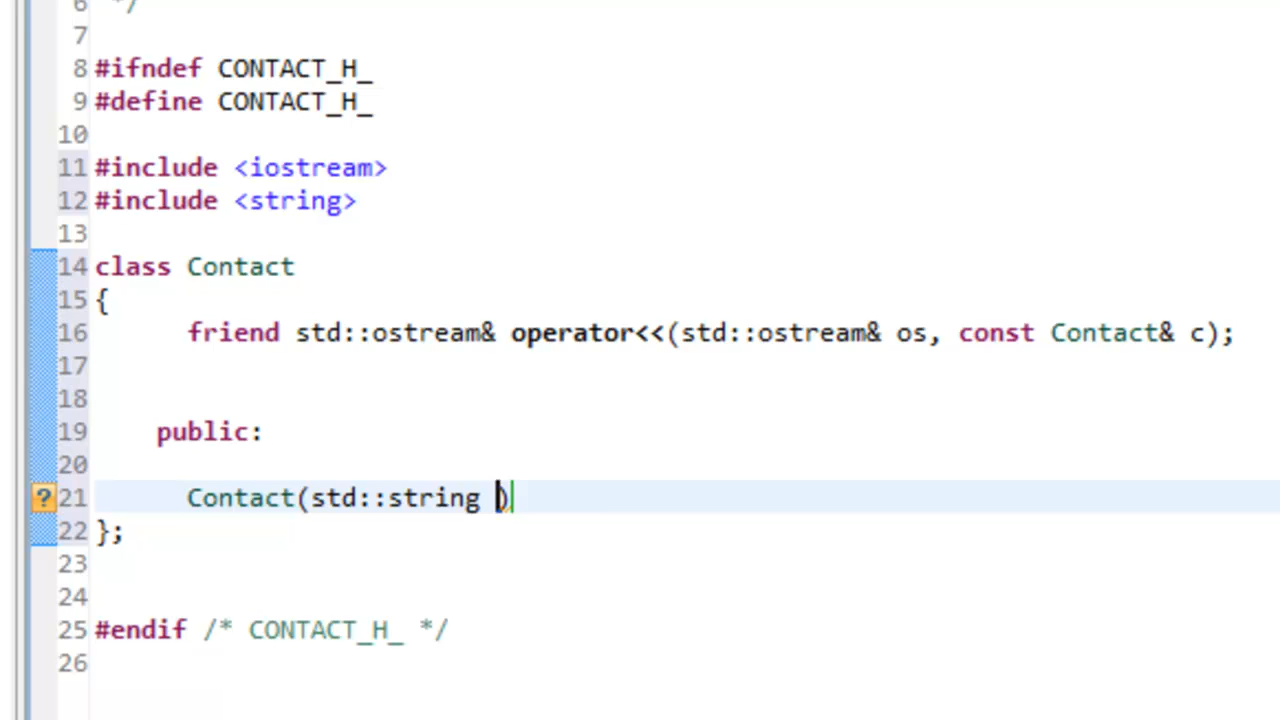 6 */
7
8 #ifndef CONTACT_H_
9 #define CONTACT_H_
10
11 #include <iostream>
12 #include <string>
13
14 class Contact
15 {
16       friend std::ostream& operator<<(std::ostream& os, const Contact& c);
17
18
19     public:
20
? 21       Contact(std::string )
22 };
23
24
25 #endif /* CONTACT_H_ */
26